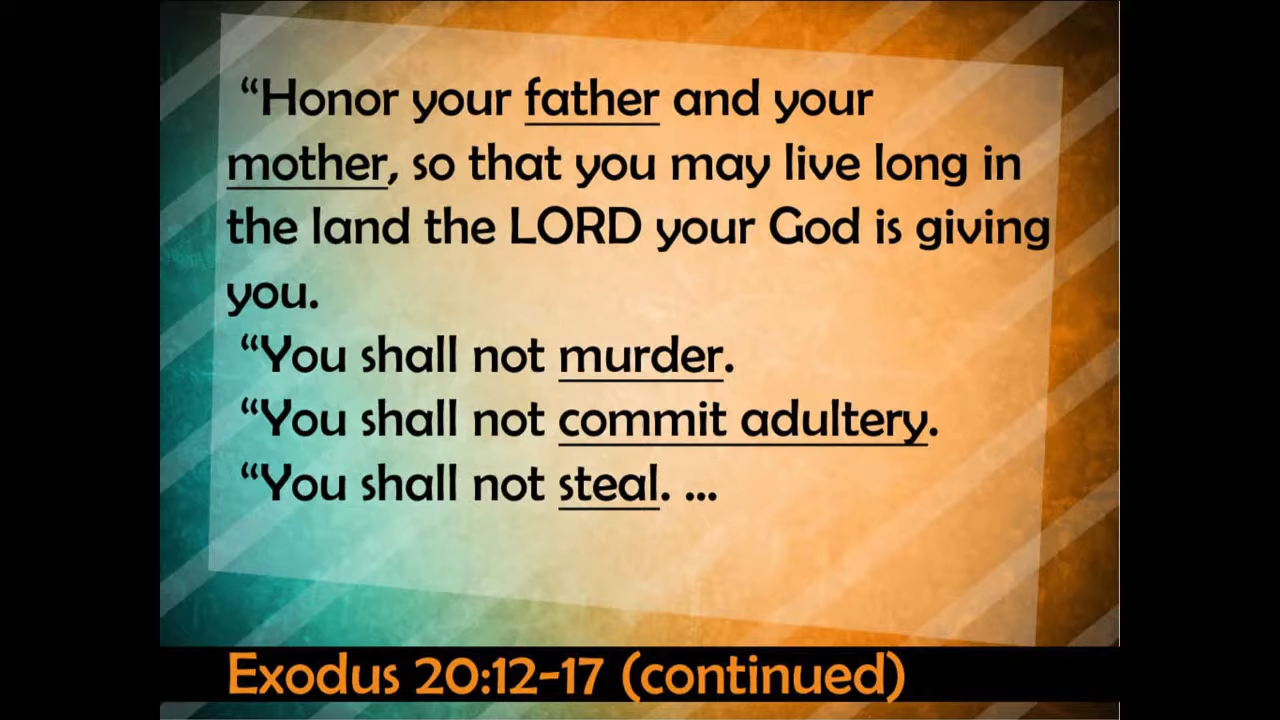 “Honor your father and your
mother, so that you may live long in
the land the LORD your God is giving
you.
“You shall not murder.
“You shall not commit adultery.
“You shall not steal. ...
Exodus 20:12-17 (continued)